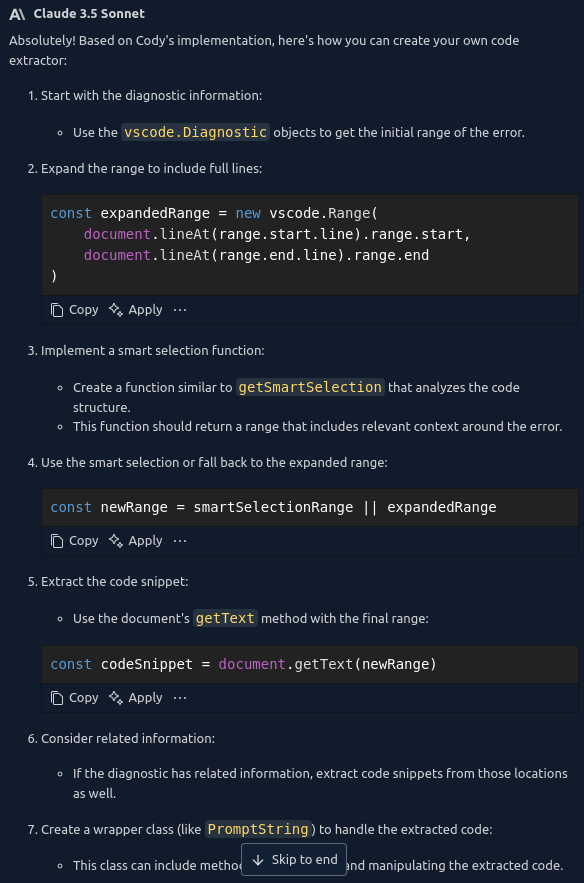 Claude 3.5 Sonnet
Absolutely! Based on Cody's implementation, here's how you can create your own code
extractor:
1. Start with the diagnostic information:
Use the vscode.Diagnostic objects to get the initial range of the error.
2. Expand the range to include full lines:
const expandedRange = new vscode.Range(
    document.lineAt(range.start.line).range.start,
    document.lineAt(range.end.line).range.end
)
Copy Apply ···
3. Implement a smart selection function:
Create a function similar to getSmartSelection that analyzes the code
structure.
This function should return a range that includes relevant context around the error.
4. Use the smart selection or fall back to the expanded range:
const newRange = smartSelectionRange || expandedRange
Copy Apply ···
5. Extract the code snippet:
Use the document's getText method with the final range:
const codeSnippet = document.getText(newRange)
Copy Apply ···
6. Consider related information:
If the diagnostic has related information, extract code snippets from those locations
as well.
7. Create a wrapper class (like PromptString) to handle the extracted code:
Skip to end
This class can include and manipulating the extracted code.